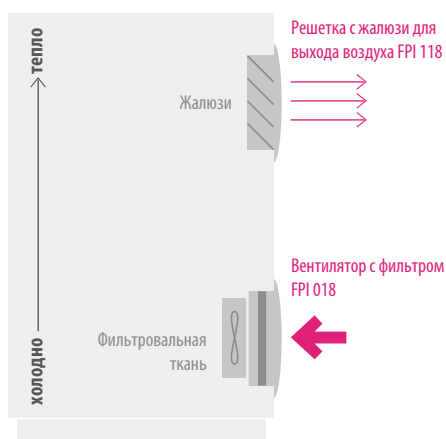 Решетка с жалюзи для
выхода воздуха FPI 118
тепло
Жалюзи
Вентилятор с фильтром
FPI 018
Фильтровальная
ткань
холодно